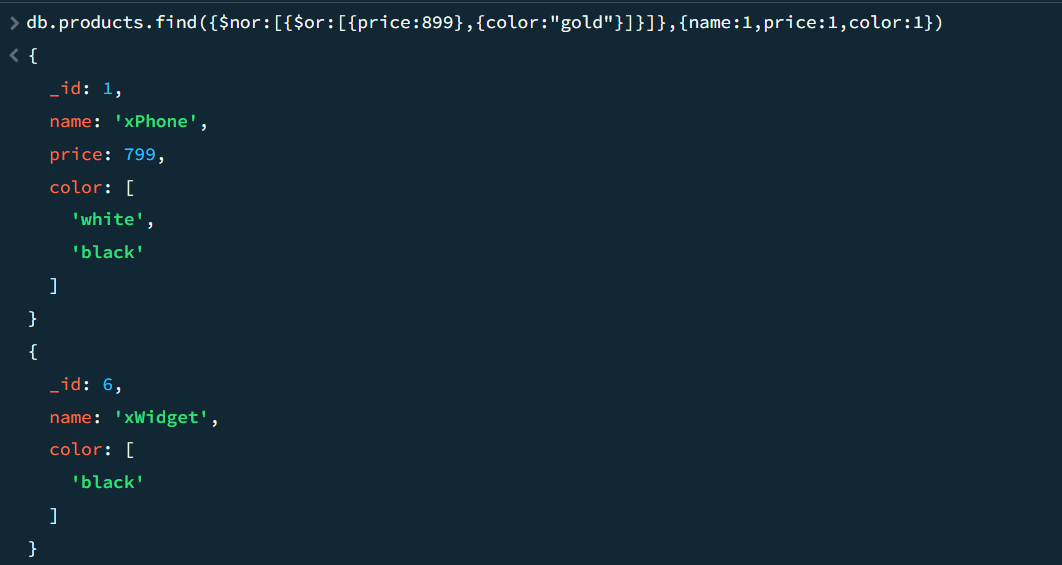 > db.products.find({$nor:[{$or:[{price:899},{color:"gold"}]}]},{name:1,price:1,color:1})
< {
_id: 1,
name: 'xPhone',
price: 799,
color: [
'white',
'black'
]
}
{
_id: 6,
name: 'xWidget',
color: [
'black'
]
}